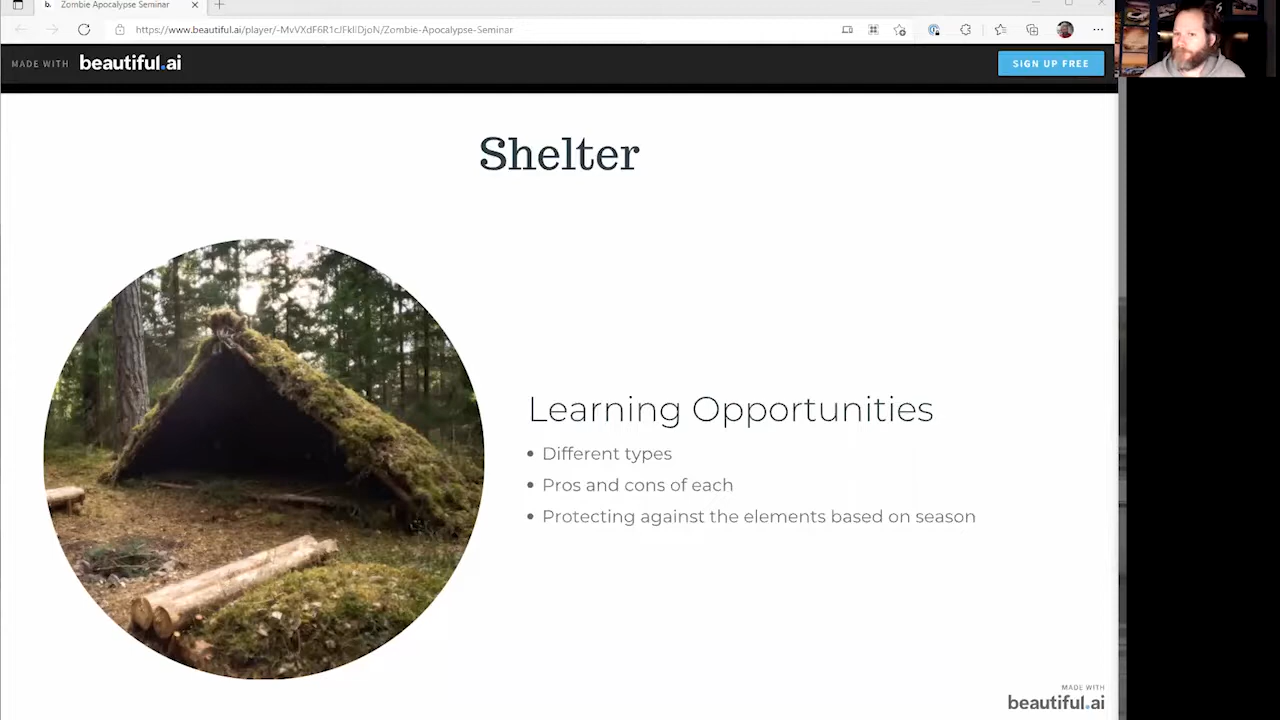 Zombie Apocalypse Seminar
https://www.beautiful.ai/player/-MvVXdF6R1cJFkliDjoN/Zombie-Apocalypse-Seminar
MADE WITH beautiful.ai
SIGN UP FREE
Shelter
Learning Opportunities
• Different types
• Pros and cons of each
• Protecting against the elements based on season
MADE WITH
beautiful.ai